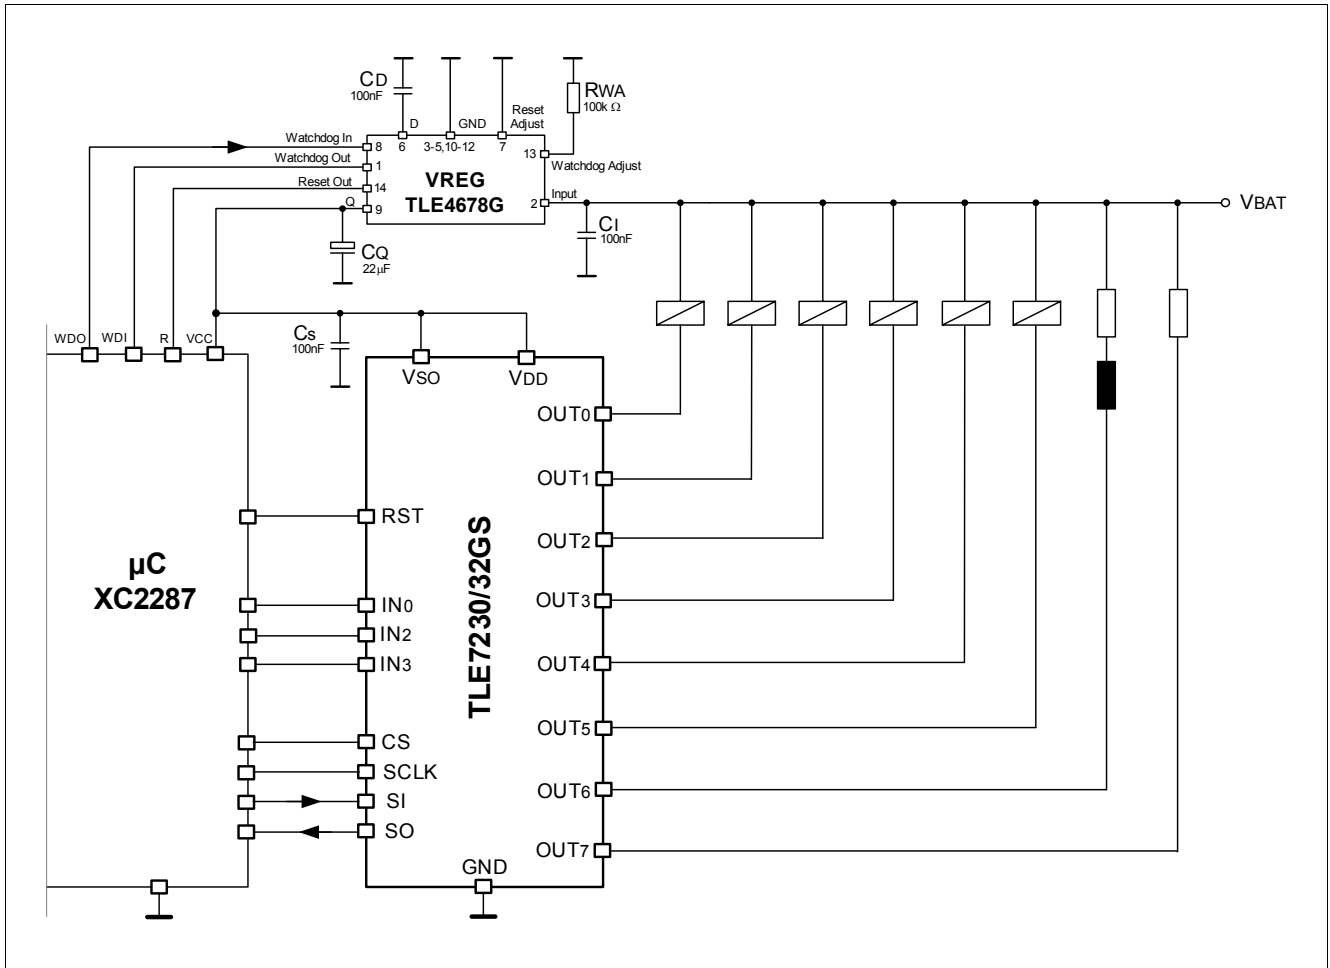 CD
100nF
RWA
100k Ω
Reset
Adjust
D
GND
Watchdog In
8
6
3-5,10-12
7
13
Watchdog Out
1
Watchdog Adjust
VREG
Reset Out
14
TLE4678G
Q
9
2
Input
VBAT
CI
100nF
CQ
22µF
WDO
WDI
R
VCC
Cs
100nF
VSO
VDD
OUT0
OUT1
RST
OUT2
µC
XC2287
TLE7230/32GS
IN0
OUT3
IN2
IN3
OUT4
CS
OUT5
SCLK
SI
OUT6
SO
OUT7
GND